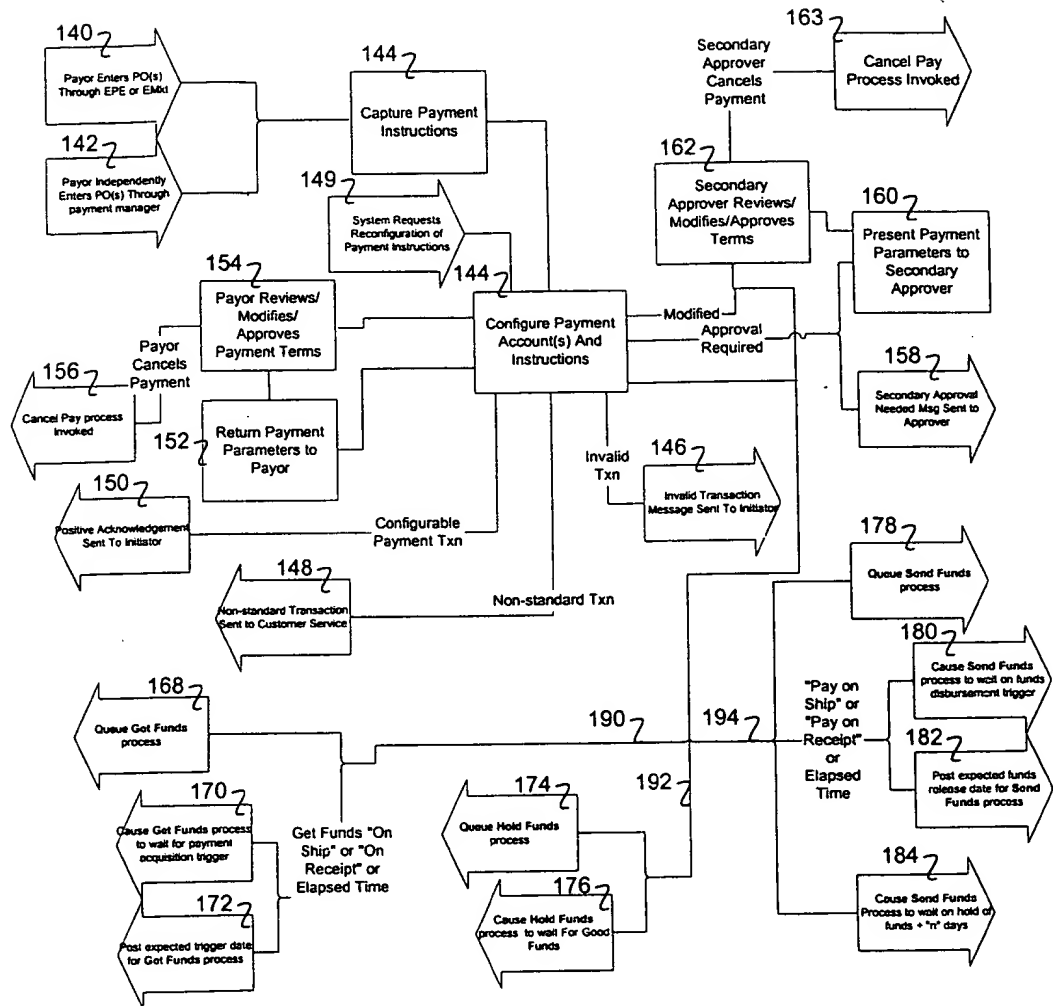 140
Payor Enters PO(s)
Through EPE or EMkt
142
Payor Independently
Enters PO(s) Through
payment manager
144
Capture Payment
Instructions
149
System Requests
Reconfiguration of
Payment Instructions
144
Configure Payment
Account(s) And
Instructions
Secondary
Approver
Cancels
Payment
163
Cancel Pay
Process Invoked
162
Secondary
Approver Reviews/
Modifies/Approves
Terms
160
Present Payment
Parameters to
Secondary
Approver
Modified
Approval
Required
158
Secondary Approval
Needed Msg Sent to
Approver
154
Payor Reviews/
Modifies/
Approves
Payment Terms
Payor
Cancels
Payment
156
Cancel Pay process
Invoked
152
Return Payment
Parameters to
Payor
150
Positive Acknowledgement
Sent To Initiator
Configurable
Payment Txn
148
Non-standard Transaction
Sent to Customer Service
Non-standard Txn
Invalid
Txn
146
Invalid Transaction
Message Sent To Initiator
178
Queue Send Funds
process
180
Cause Send Funds
process to wait on funds
disbursement trigger
"Pay on
Ship" or
"Pay on
Receipt"
or
Elapsed
Time
182
Post expected funds
release date for Send
Funds process
184
Cause Send Funds
Process to wait on hold of
funds + "n" days
168
Queue Get Funds
process
190
194
192
170
Cause Get Funds process
to wait for payment
acquisition trigger
Get Funds "On
Ship" or "On
Receipt" or
Elapsed Time
172
Post expected trigger date
for Get Funds process
174
Queue Hold Funds
process
176
Cause Hold Funds
process to wait For Good
Funds